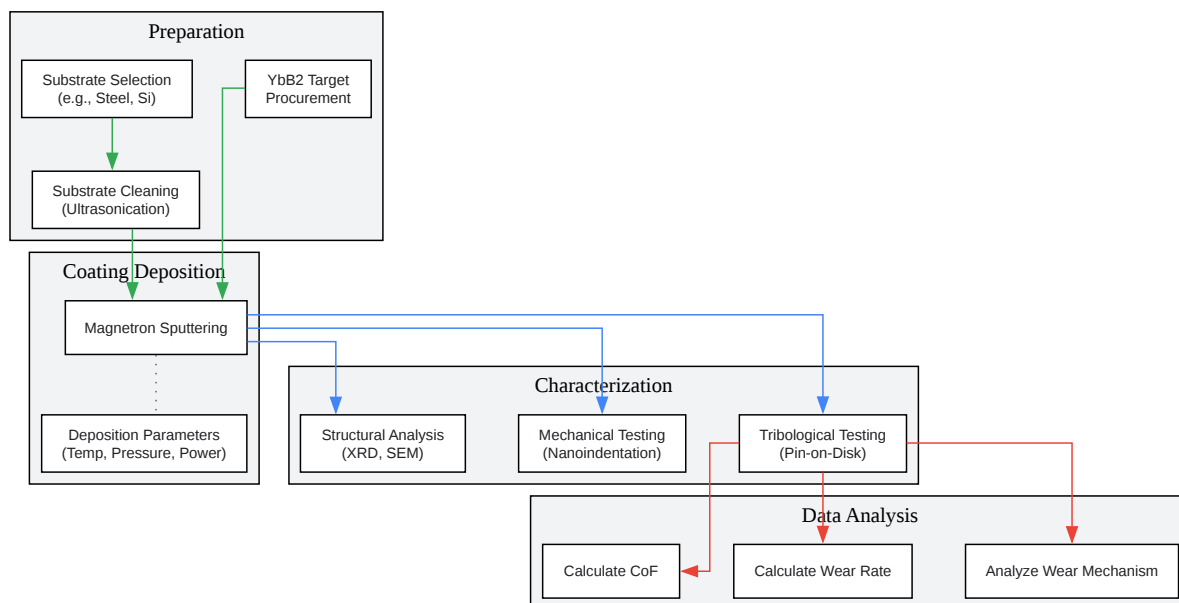 Preparation
Substrate Selection
(e.g., Steel, Si)
YbB2 Target
Procurement
Substrate Cleaning
(Ultrasonication)
Coating Deposition
Magnetron Sputtering
Deposition Parameters
(Temp, Pressure, Power)
Characterization
Structural Analysis
(XRD, SEM)
Mechanical Testing
(Nanoindentation)
Tribological Testing
(Pin-on-Disk)
Data Analysis
Calculate CoF
Calculate Wear Rate
Analyze Wear Mechanism